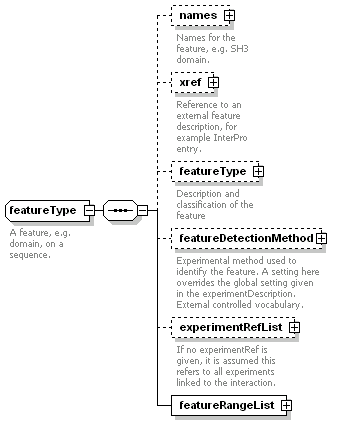 names
Names for the
feature, e.g. SH3
domain.
xref
Reference to an
external feature
description, for
example InterPro
entry.
featureType
Description and
classification of the
feature
featureType
A feature, e.g.
domain, on a
sequence.
featureDetectionMethod
Experimental method used to
identify the feature. A setting here
overrides the global setting given
in the experimentDescription.
External controlled vocabulary.
experimentRefList
If no experimentRef is
given, it is assumed this
refers to all experiments
linked to the interaction.
featureRangeList